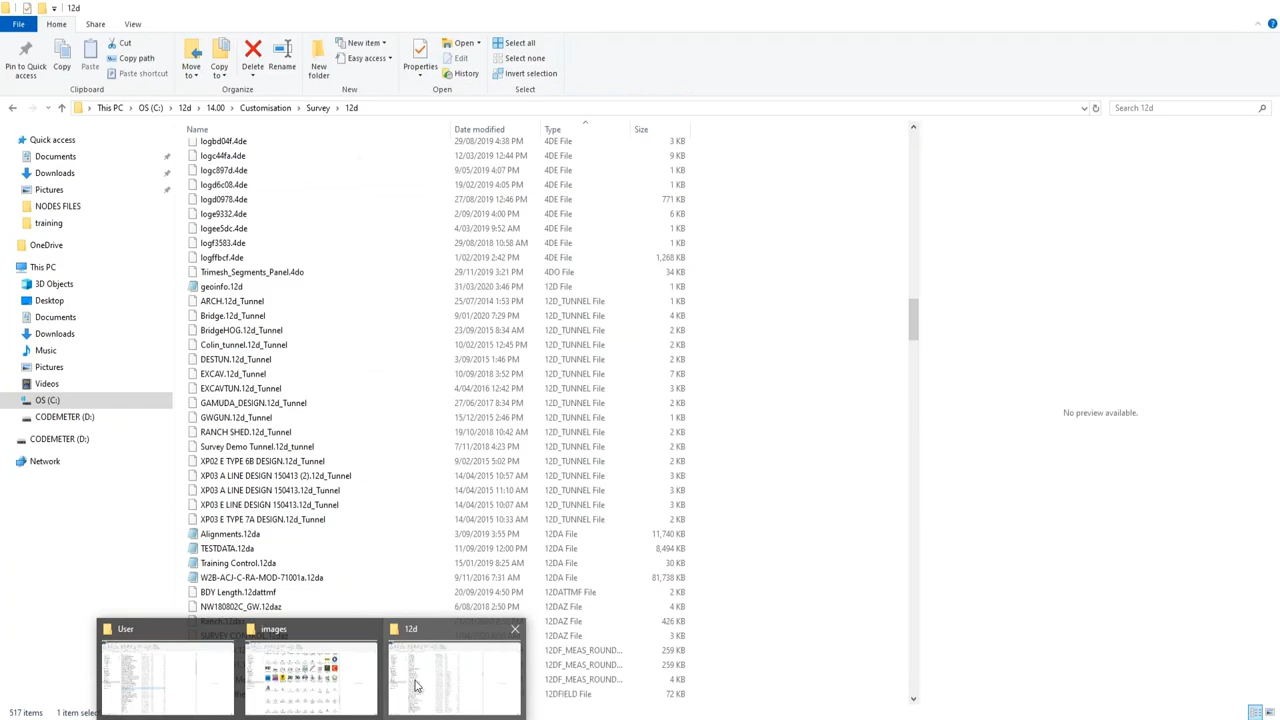 12d
File Home Share View
Pin to Quick access
Copy
Paste
Cut
Copy path
Paste shortcut
Clipboard
Move to
Copy to
Delete
Rename
Organize
New folder
New item
Easy access
New
Properties
Open
Edit
History
Open
Select all
Select none
Invert selection
Select
This PC OS (C:) 12d 14.00 Customisation Survey 12d
Search 12d
Quick access
Documents
Downloads
Pictures
NODES FILES
training
OneDrive
This PC
3D Objects
Desktop
Documents
Downloads
Music
Pictures
Videos
OS (C:)
CODEMETER (D:)
CODEMETER (D:)
Network
Name Date modified Type Size
logbd04f.4de 29/08/2019 4:38 PM 4DE File 3 KB
logc44fa.4de 12/03/2019 12:44 PM 4DE File 9 KB
logc897d.4de 9/05/2019 4:07 PM 4DE File 1 KB
logd6c08.4de 19/02/2019 4:05 PM 4DE File 1 KB
logd0978.4de 27/08/2019 12:46 PM 4DE File 771 KB
loge9332.4de 2/09/2019 4:00 PM 4DE File 6 KB
logee5dc.4de 4/03/2019 9:52 AM 4DE File 1 KB
logf3583.4de 29/08/2018 10:58 AM 4DE File 1 KB
logffbcf.4de 1/02/2019 2:42 PM 4DE File 1,268 KB
Trimesh_Segments_Panel.4do 29/11/2019 3:21 PM 4DO File 34 KB
geoinfo.12d 31/03/2020 3:46 PM 12D File 1 KB
ARCH.12d_Tunnel 25/07/2014 1:53 PM 12D_TUNNEL File 1 KB
Bridge.12d_Tunnel 9/01/2020 7:29 PM 12D_TUNNEL File 4 KB
BridgeHOG.12d_Tunnel 23/09/2015 8:34 AM 12D_TUNNEL File 2 KB
Colin_tunnel.12d_Tunnel 10/02/2015 12:45 PM 12D_TUNNEL File 2 KB
DESTUN.12d_Tunnel 3/09/2015 1:46 PM 12D_TUNNEL File 2 KB
EXCAV.12d_Tunnel 10/09/2018 3:52 PM 12D_TUNNEL File 7 KB
EXCAVTUN.12d_Tunnel 4/04/2016 12:42 PM 12D_TUNNEL File 3 KB
GAMUDA_DESIGN.12d_Tunnel 27/06/2017 8:34 PM 12D_TUNNEL File 2 KB
GWGUN.12d_Tunnel 15/12/2015 2:46 PM 12D_TUNNEL File 2 KB
RANCH SHED.12d_Tunnel 19/10/2018 10:42 AM 12D_TUNNEL File 2 KB
Survey Demo Tunnel.12d_tunnel 7/11/2018 4:23 PM 12D_TUNNEL File 2 KB
XP02 E TYPE 6B DESIGN.12d_Tunnel 9/02/2015 5:02 PM 12D_TUNNEL File 2 KB
XP03 A LINE DESIGN 150413 (2).12d_Tunnel 14/04/2015 10:57 AM 12D_TUNNEL File 3 KB
XP03 A LINE DESIGN 150413.12d_Tunnel 14/04/2015 11:10 AM 12D_TUNNEL File 3 KB
XP03 E LINE DESIGN 150413.12d_Tunnel 14/04/2015 10:07 AM 12D_TUNNEL File 3 KB
XP03 E TYPE 7A DESIGN.12d_Tunnel 14/04/2015 10:33 AM 12D_TUNNEL File 2 KB
Alignments.12da 3/09/2019 3:55 PM 12DA File 11,740 KB
TESTDATA.12da 11/09/2019 12:00 PM 12DA File 8,494 KB
Training Control.12da 15/01/2019 8:25 AM 12DA File 30 KB
W2B-ACJ-C-RA-MOD-71001a.12da 9/11/2016 7:31 AM 12DA File 81,738 KB
BDY Length.12dattmf 20/09/2019 4:50 PM 12DATTMF File 2 KB
NW180802C_GW.12daz 6/08/2018 2:50 PM 12DAZ File 3 KB
12DAZ File 426 KB
12DAZ File 4 KB
12DF_MEAS_ROUND... 259 KB
12DF_MEAS_ROUND... 259 KB
12DF_MEAS_ROUND... 4 KB
12DFIELD File 72 KB
No preview available.
User images 12d
517 items 1 item selec